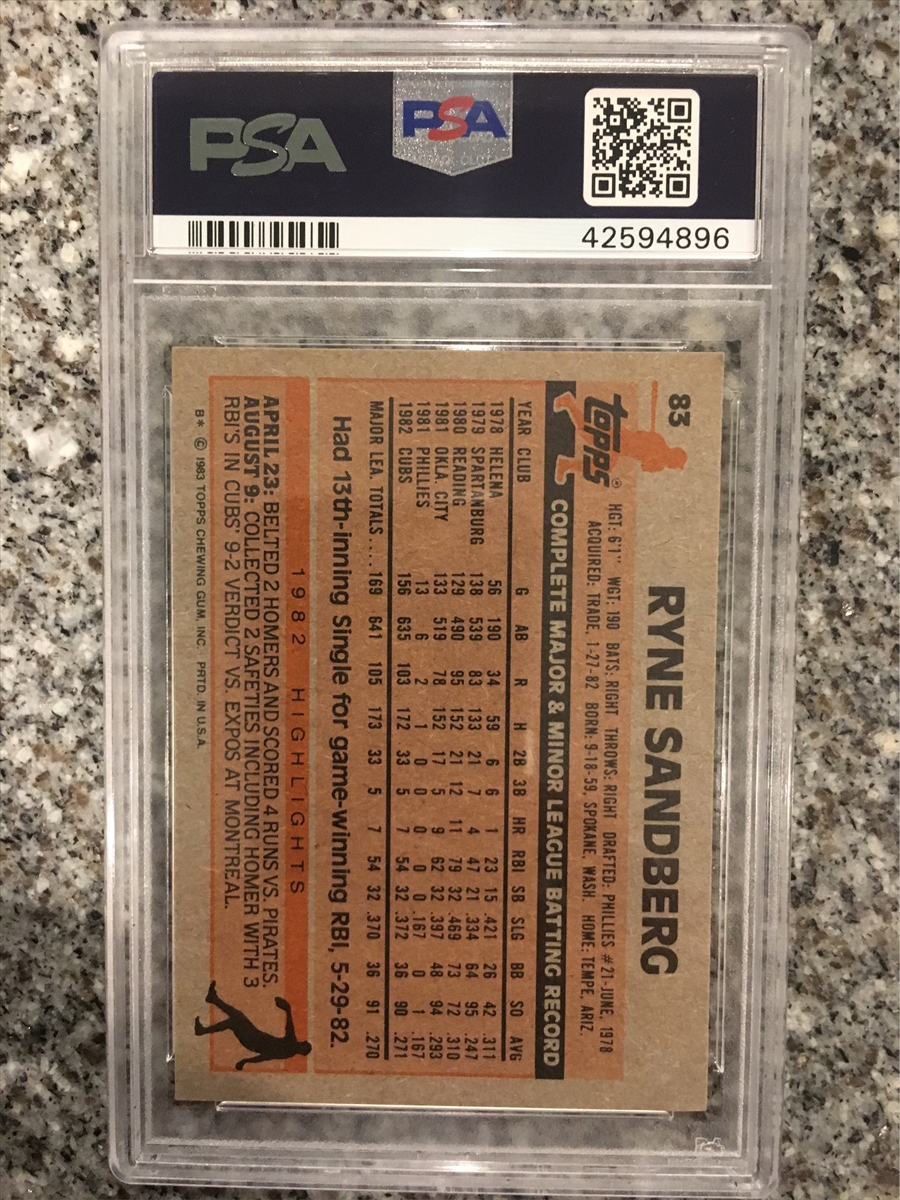 PSA
PSA
42594896
83
RYNE SANDBERG
topps®
HGT: 6'1" WGT: 190 BATS: RIGHT THROWS: RIGHT DRAFTED: PHILLIES #21-JUNE, 1978
ACQUIRED: TRADE, 1-27-82 BORN: 9-18-59, SPOKANE, WASH. HOME: TEMPE, ARIZ.
COMPLETE MAJOR & MINOR LEAGUE BATTING RECORD
YEAR CLUB G AB R H 2B 3B HR RBI SB SLG BB SO AVG
1978 HELENA 56 190 34 59 6 6 1 23 15 .421 26 42 .311
1979 SPARTANBURG 138 539 83 133 21 7 4 47 21 .334 64 95 .247
1980 READING 129 490 95 152 21 12 11 79 32 .469 73 72 .310
1981 OKLA. CITY 133 519 78 152 17 5 9 62 32 .397 48 94 .293
1981 PHILLIES 13 6 2 1 0 0 0 0 0 .167 0 1 .167
1982 CUBS 156 635 103 172 33 5 7 54 32 .372 36 90 .271
MAJOR LEA. TOTALS .... 169 641 105 173 33 5 7 54 32 .370 36 91 .270
Had 13th-inning Single for game-winning RBI, 5-29-82.
1982 HIGHLIGHTS
APRIL 23: BELTED 2 HOMERS AND SCORED 4 RUNS VS. PIRATES.
AUGUST 9: COLLECTED 2 SAFETIES INCLUDING HOMER WITH 3
RBI'S IN CUBS' 9-2 VERDICT VS. EXPOS AT MONTREAL.
B* © 1983 TOPPS CHEWING GUM, INC. PRTD. IN U.S.A.